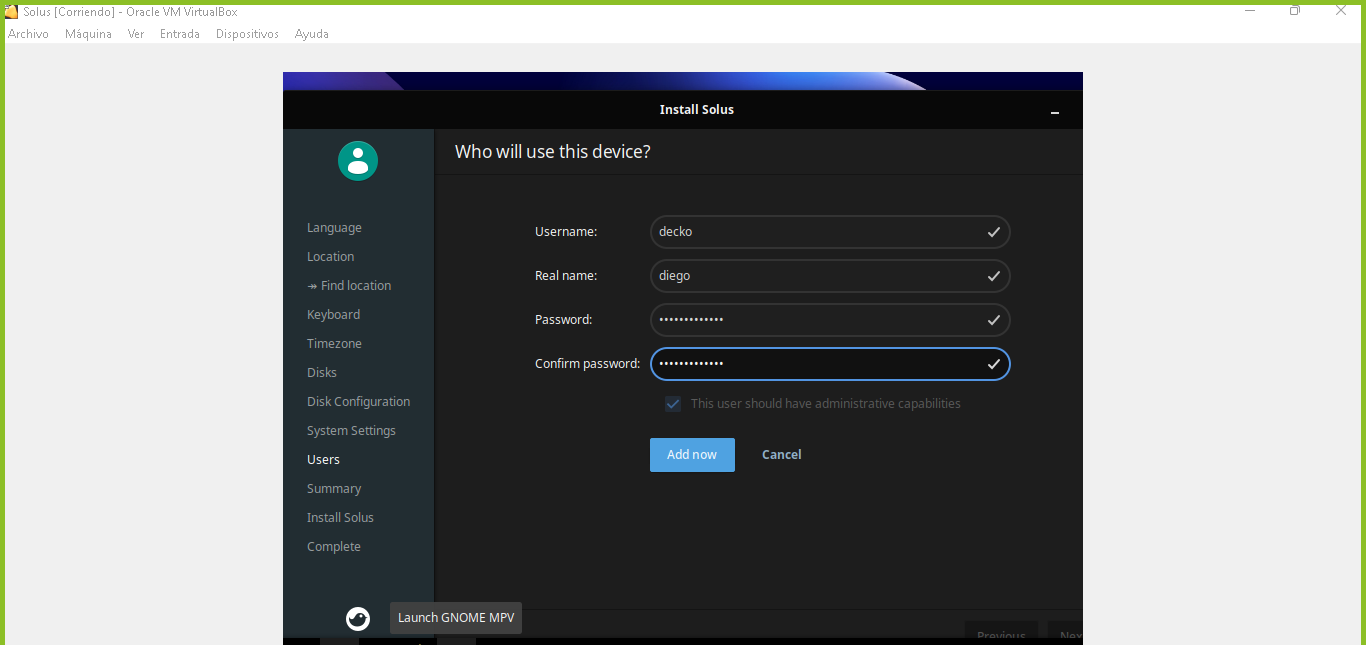 Solus [Corriendo] - Oracle VM VirtualBox
Archivo Máquina Ver Entrada Dispositivos Ayuda
Install Solus
Who will use this device?
Language
Location
↠ Find location
Keyboard
Timezone
Disks
Disk Configuration
System Settings
Users
Summary
Install Solus
Complete
Username: decko
Real name: diego
Password: •••••••••••••
Confirm password: •••••••••••••
This user should have administrative capabilities
Add now Cancel
Launch GNOME MPV
Previous